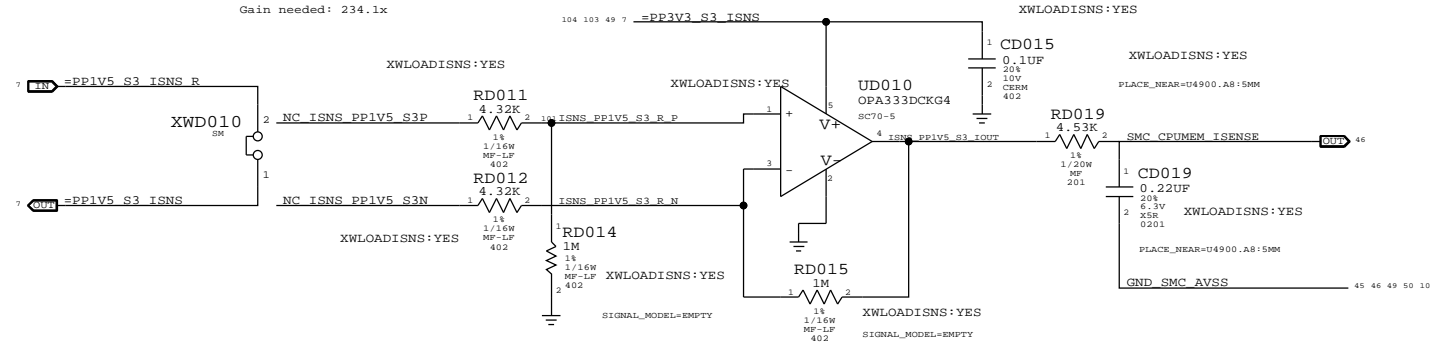 Gain needed: 234.1x
104 103 49 7 =PP3V3_S3_ISNS
XWLOADISNS:YES
1 CD015
0.1UF
20%
10V
2 CERM
402
XWLOADISNS:YES
PLACE_NEAR=U4900.A8:5MM
7 IN =PP1V5_S3_ISNS_R
XWD010
SM
2
1
7 OUT =PP1V5_S3_ISNS
XWLOADISNS:YES
NC_ISNS_PP1V5_S3P
RD011
4.32K
1 2
1%
1/16W
MF-LF
402
ISNS_PP1V5_S3_R_P
NC_ISNS_PP1V5_S3N
RD012
4.32K
1 2
1%
1/16W
MF-LF
402
XWLOADISNS:YES
ISNS_PP1V5_S3_R_N
1 RD014
1M
1%
1/16W
MF-LF
2 402
XWLOADISNS:YES
SIGNAL_MODEL=EMPTY
XWLOADISNS:YES
UD010
OPA333DCKG4
SC70-5
1 +
3 -
5
V+
V-
2
4 ISNS_PP1V5_S3_IOUT
RD015
1M
1 2
1%
1/16W
MF-LF
402
XWLOADISNS:YES
SIGNAL_MODEL=EMPTY
RD019
4.53K
1 2
1%
1/20W
MF
201
SMC_CPUMEM_ISENSE
OUT 46
1 CD019
0.22UF
20%
6.3V
2 X5R
0201
XWLOADISNS:YES
PLACE_NEAR=U4900.A8:5MM
GND_SMC_AVSS
45 46 49 50 10